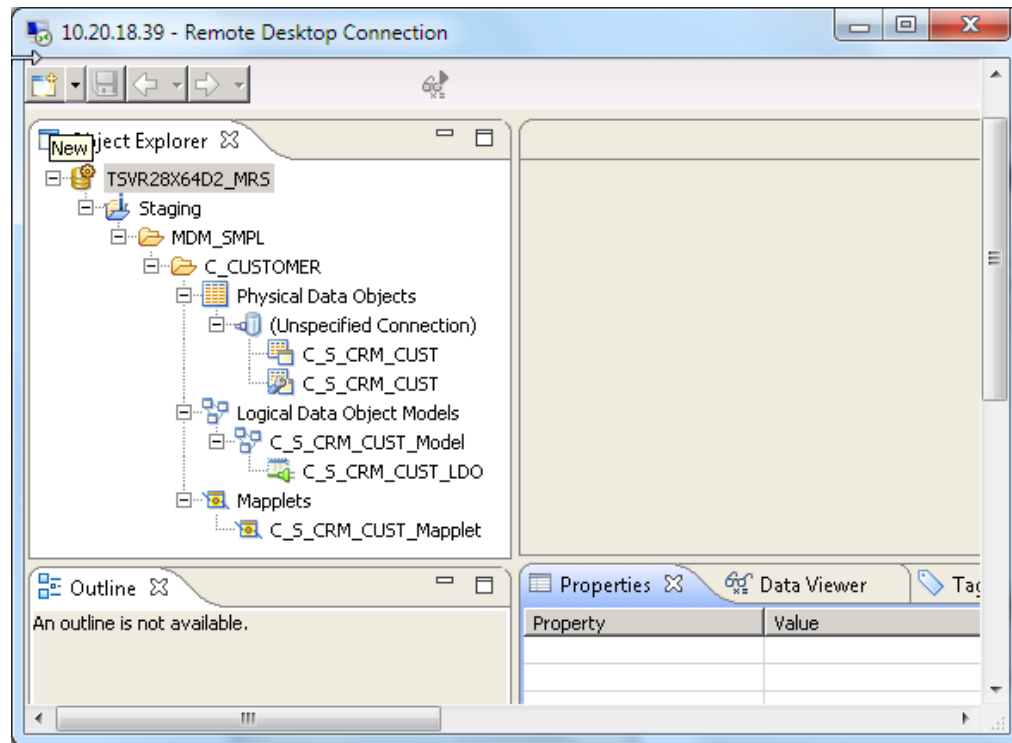 10.20.18.39 - Remote Desktop Connection
New
ject Explorer
TSVR28X64D2_MRS
Staging
MDM_SMPL
C_CUSTOMER
Physical Data Objects
(Unspecified Connection)
C_S_CRM_CUST
C_S_CRM_CUST
Logical Data Object Models
C_S_CRM_CUST_Model
C_S_CRM_CUST_LDO
Mapplets
C_S_CRM_CUST_Mapplet
Outline
An outline is not available.
Properties Data Viewer Tag
Property Value